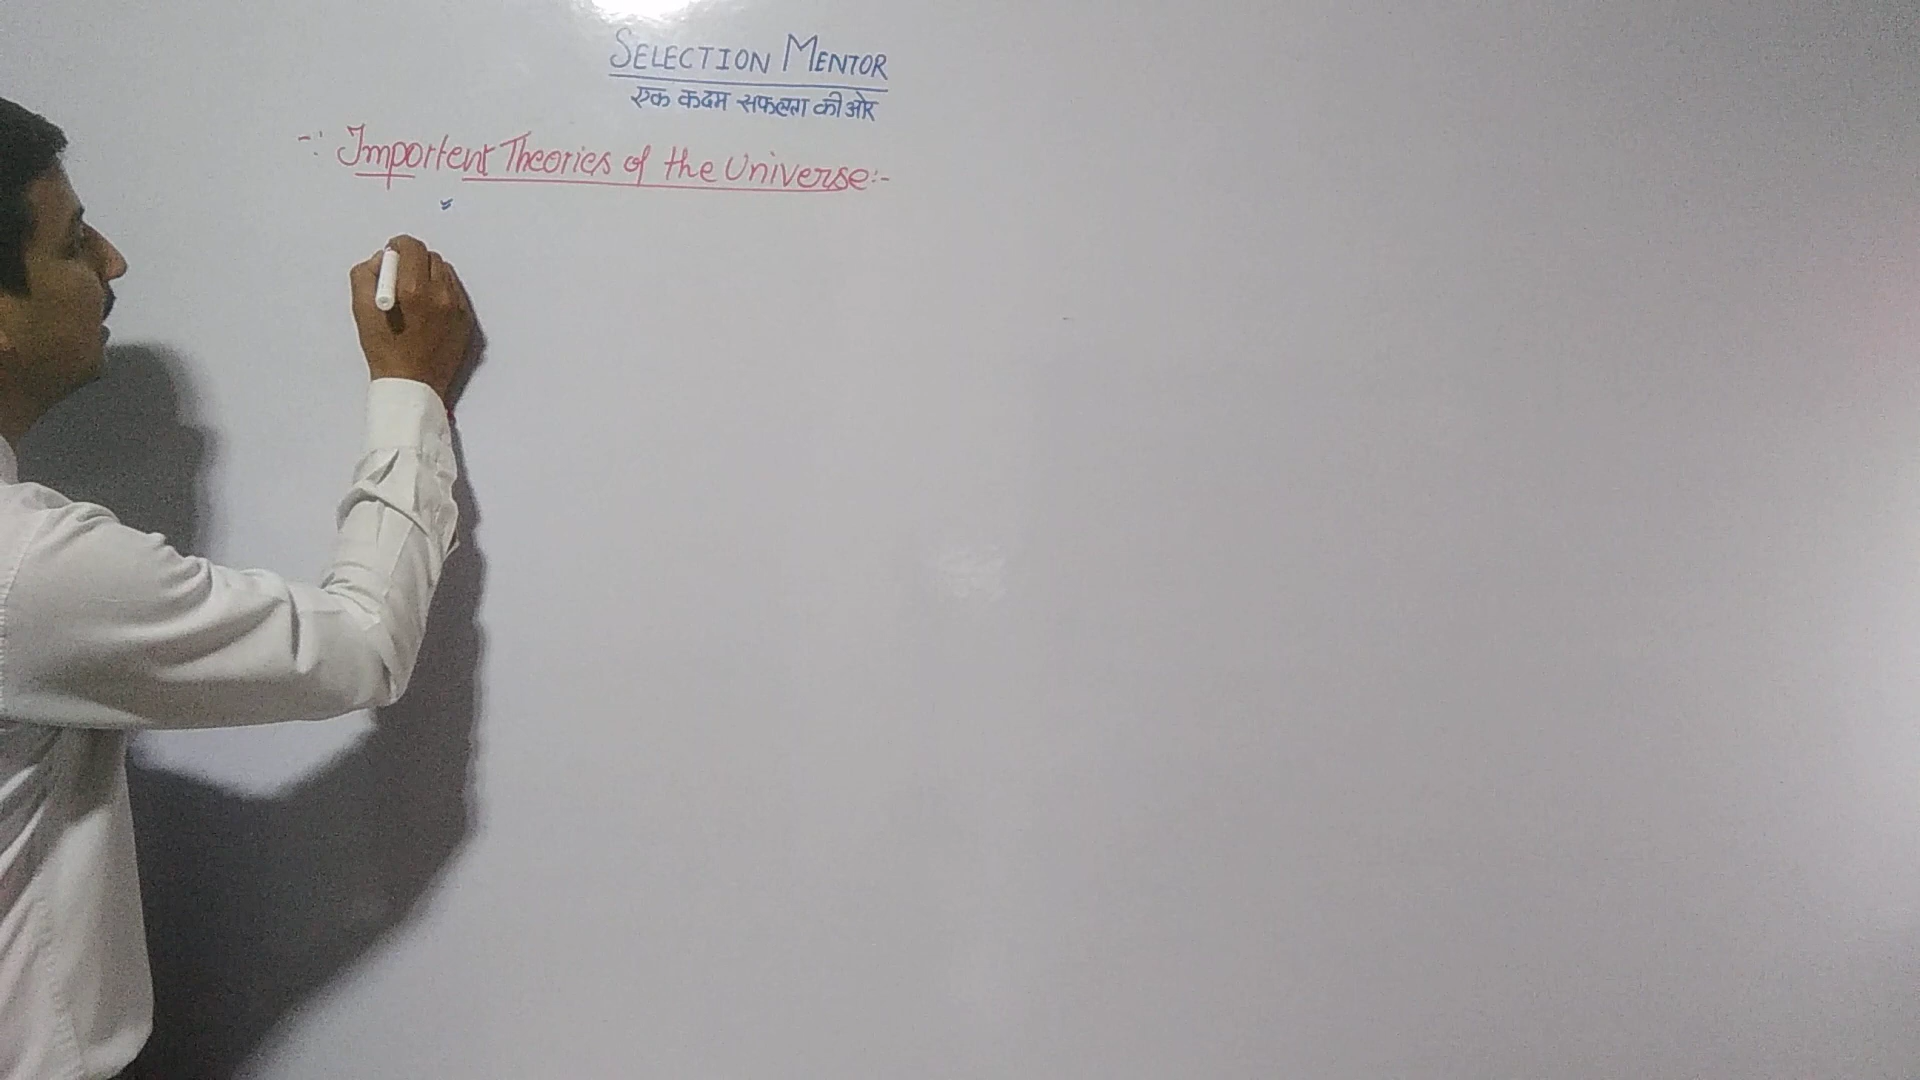 SELECTION MENTOR
एक कदम सफलता की ओर
-: Importent Theories of the Universe:-